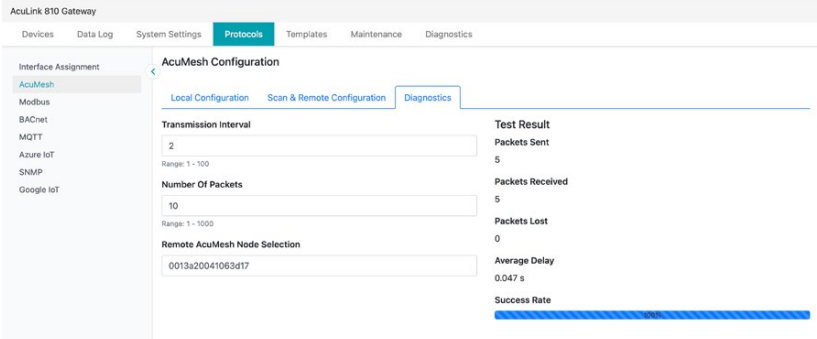 AcuLink 810 Gateway
Devices Data Log System Settings Protocols Templates Maintenance Diagnostics
Interface Assignment
AcuMesh
Modbus
BACnet
MQTT
Azure IoT
SNMP
Google IoT
AcuMesh Configuration
Local Configuration Scan & Remote Configuration Diagnostics
Transmission Interval
2
Range: 1 - 100
Number Of Packets
10
Range: 1 - 1000
Remote AcuMesh Node Selection
0013a20041063d17
Test Result
Packets Sent
5
Packets Received
5
Packets Lost
0
Average Delay
0.047 s
Success Rate
100%